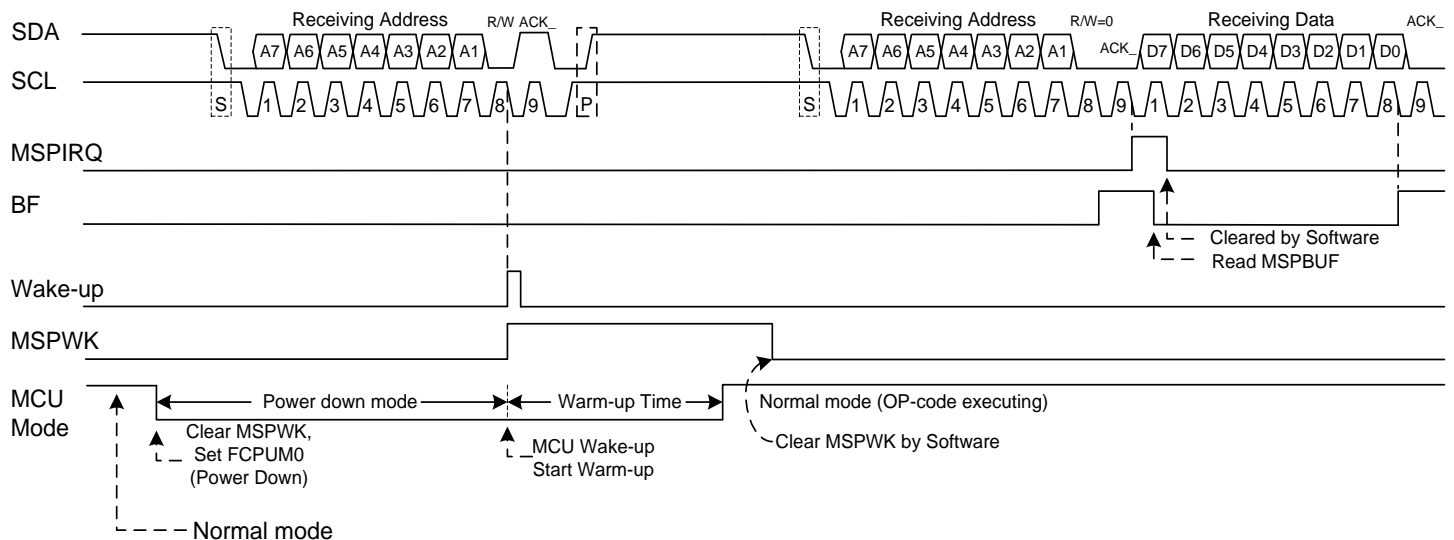 Receiving Address R/W ACK_ Receiving Address R/W=0 Receiving Data ACK_
SDA A7 A6 A5 A4 A3 A2 A1 A7 A6 A5 A4 A3 A2 A1 ACK_ D7 D6 D5 D4 D3 D2 D1 D0
SCL S 1 2 3 4 5 6 7 8 9 P S 1 2 3 4 5 6 7 8 9 1 2 3 4 5 6 7 8 9
MSPIRQ
BF
Cleared by Software
Read MSPBUF
Wake-up
MSPWK
MCU
Mode
Power down mode
Warm-up Time
Normal mode (OP-code executing)
Clear MSPWK,
Set FCPUM0
(Power Down)
MCU Wake-up
Start Warm-up
Clear MSPWK by Software
Normal mode